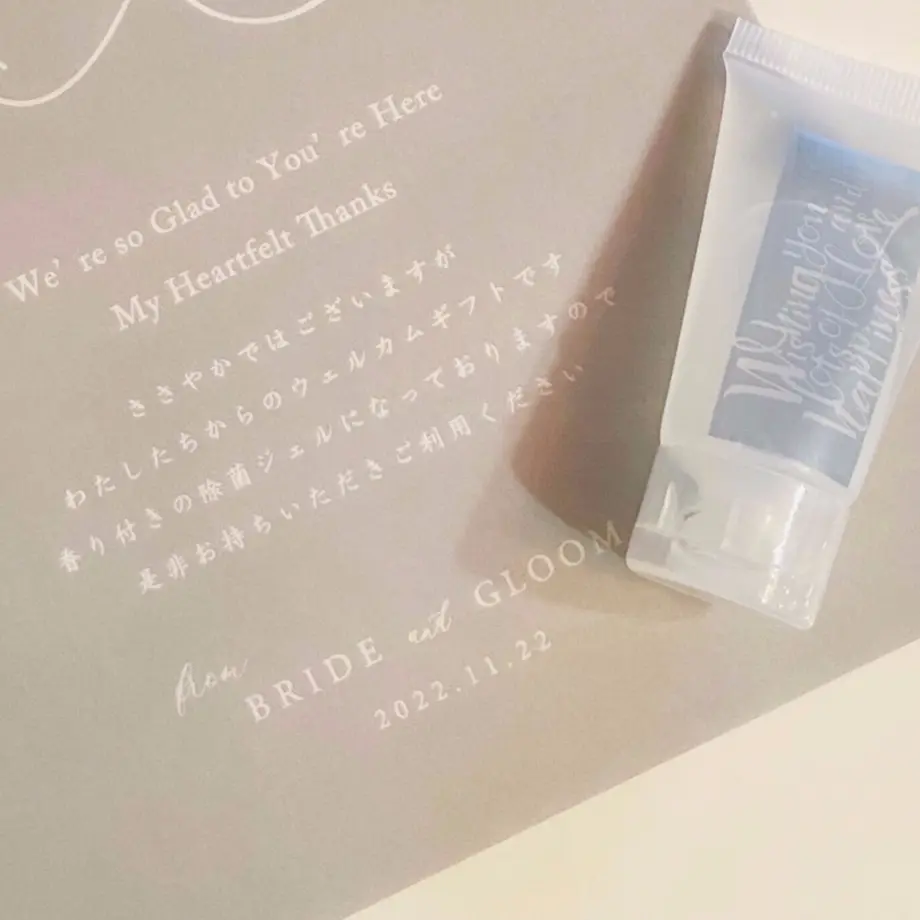 We're so Glad to You're Here
My Heartfelt Thanks
ささやかではございますが
わたしたちからのウェルカムギフトです
香り付きの除菌ジェルになっておりますので
是非お持ちいただきご利用ください
from
BRIDE and GLOOM
2022.11.22
Wishing You
Lots of Love and
Happiness